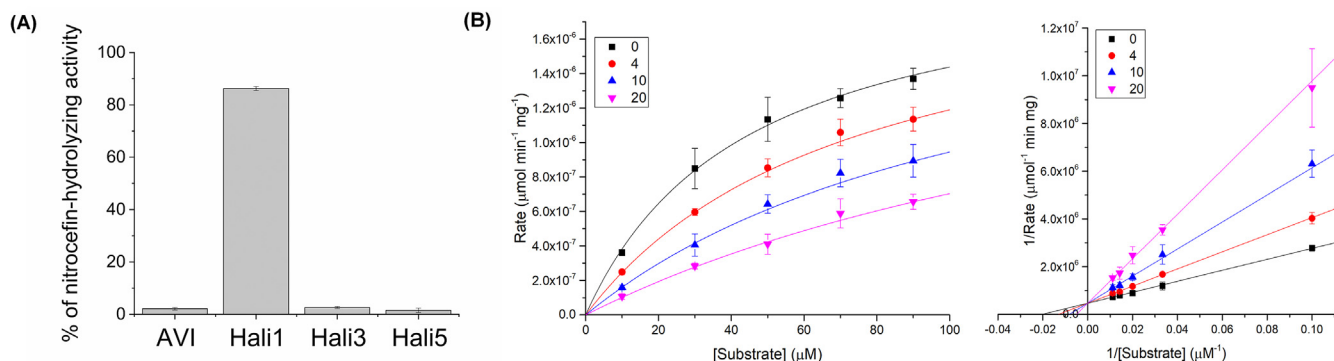 (A)
% of nitrocefin-hydrolyzing activity
100
80
60
40
20
0
AVI Hali1 Hali3 Hali5
(B)
Rate (μmol min⁻¹ mg⁻¹)
1.6x10⁻⁶
1.4x10⁻⁶
1.2x10⁻⁶
1.0x10⁻⁶
8.0x10⁻⁷
6.0x10⁻⁷
4.0x10⁻⁷
2.0x10⁻⁷
0.0
0
4
10
20
0 20 40 60 80 100
[Substrate] (μM)
1/Rate (μmol⁻¹ min mg)
1.2x10⁷
1.0x10⁷
8.0x10⁶
6.0x10⁶
4.0x10⁶
2.0x10⁶
0.0
0
4
10
20
-0.04 -0.02 0.00 0.02 0.04 0.06 0.08 0.10
1/[Substrate] (μM⁻¹)